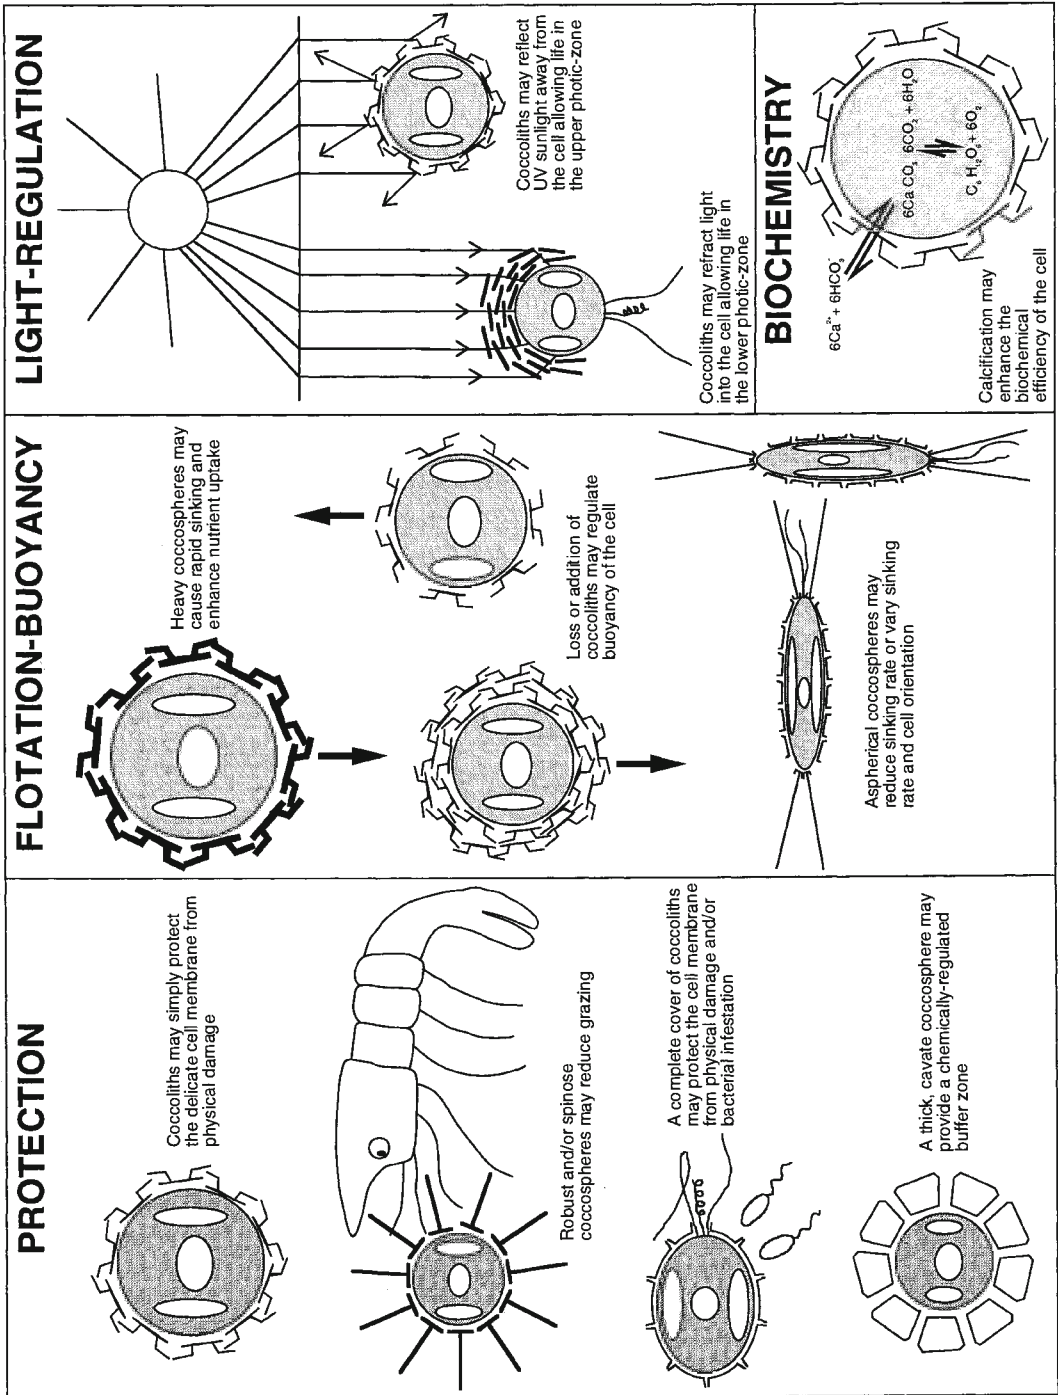 PROTECTION
Coccoliths may simply protect
the delicate cell membrane from
physical damage
Robust and/or spinose
coccospheres may reduce grazing
A complete cover of coccoliths
may protect the cell membrane
from physical damage and/or
bacterial infestation
A thick, cavate coccosphere may
provide a chemically-regulated
buffer zone
FLOTATION-BUOYANCY
Heavy coccospheres may
cause rapid sinking and
enhance nutrient uptake
Loss or addition of
coccoliths may regulate
buoyancy of the cell
Aspherical coccospheres may
reduce sinking rate or vary sinking
rate and cell orientation
LIGHT-REGULATION
Coccoliths may reflect
UV sunlight away from
the cell allowing life in
the upper photic-zone
Coccoliths may refract light
into the cell allowing life in
the lower photic-zone
BIOCHEMISTRY
6Ca²⁺+ 6HCO₃⁻
6Ca CO₃ 6CO₂ + 6H₂O
C₆ H₁₂O₆ + 6O₂
Calcification may
enhance the
biochemical
efficiency of the cell